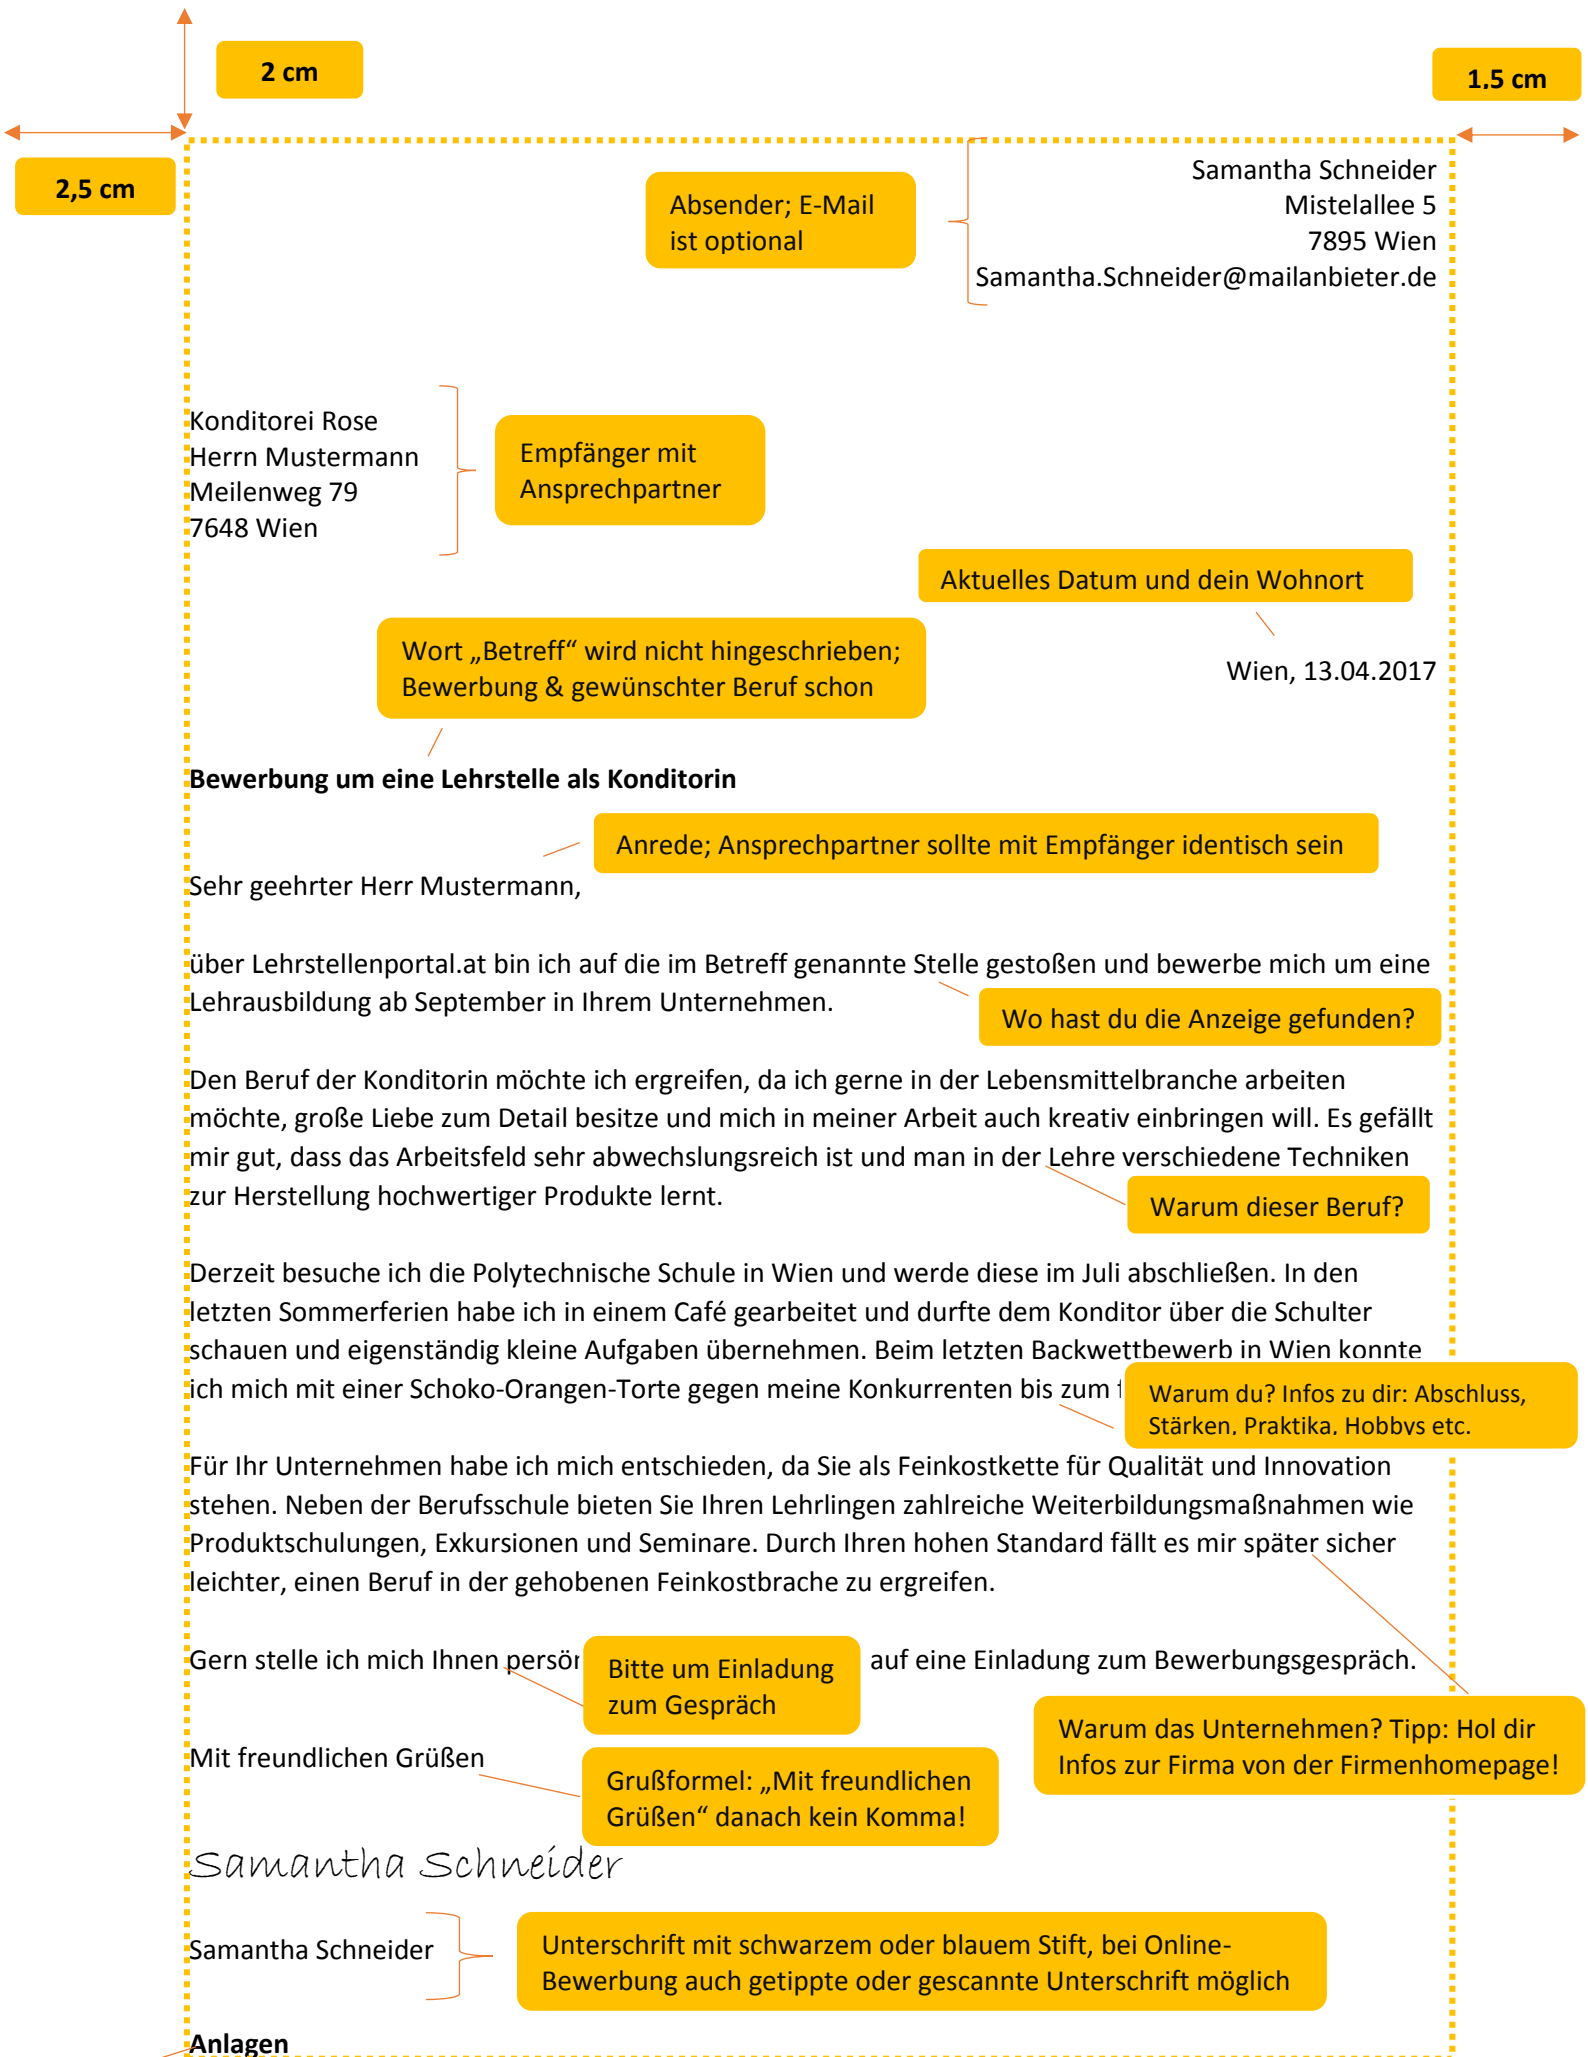 2 cm
1,5 cm
2,5 cm
Absender; E-Mail
ist optional
Samantha Schneider
Mistelallee 5
7895 Wien
Samantha.Schneider@mailanbieter.de
Konditorei Rose
Herrn Mustermann
Meilenweg 79
7648 Wien
Empfänger mit
Ansprechpartner
Aktuelles Datum und dein Wohnort
Wort „Betreff“ wird nicht hingeschrieben;
Bewerbung & gewünschter Beruf schon
Wien, 13.04.2017
Bewerbung um eine Lehrstelle als Konditorin
Anrede; Ansprechpartner sollte mit Empfänger identisch sein
Sehr geehrter Herr Mustermann,
über Lehrstellenportal.at bin ich auf die im Betreff genannte Stelle gestoßen und bewerbe mich um eine
Lehrausbildung ab September in Ihrem Unternehmen.
Wo hast du die Anzeige gefunden?
Den Beruf der Konditorin möchte ich ergreifen, da ich gerne in der Lebensmittelbranche arbeiten
möchte, große Liebe zum Detail besitze und mich in meiner Arbeit auch kreativ einbringen will. Es gefällt
mir gut, dass das Arbeitsfeld sehr abwechslungsreich ist und man in der Lehre verschiedene Techniken
zur Herstellung hochwertiger Produkte lernt.
Warum dieser Beruf?
Derzeit besuche ich die Polytechnische Schule in Wien und werde diese im Juli abschließen. In den
letzten Sommerferien habe ich in einem Café gearbeitet und durfte dem Konditor über die Schulter
schauen und eigenständig kleine Aufgaben übernehmen. Beim letzten Backwettbewerb in Wien konnte
ich mich mit einer Schoko-Orangen-Torte gegen meine Konkurrenten bis zum
Warum du? Infos zu dir: Abschluss,
Stärken, Praktika, Hobbys etc.
Für Ihr Unternehmen habe ich mich entschieden, da Sie als Feinkostkette für Qualität und Innovation
stehen. Neben der Berufsschule bieten Sie Ihren Lehrlingen zahlreiche Weiterbildungsmaßnahmen wie
Produktschulungen, Exkursionen und Seminare. Durch Ihren hohen Standard fällt es mir später sicher
leichter, einen Beruf in der gehobenen Feinkostbrache zu ergreifen.
Gern stelle ich mich Ihnen auf eine Einladung zum Bewerbungsgespräch.
Bitte um Einladung
zum Gespräch
Warum das Unternehmen? Tipp: Hol dir
Infos zur Firma von der Firmenhomepage!
Mit freundlichen Grüßen
Grußformel: „Mit freundlichen
Grüßen“ danach kein Komma!
Samantha Schneider
Samantha Schneider
Unterschrift mit schwarzem oder blauem Stift, bei Online-
Bewerbung auch getippte oder gescannte Unterschrift möglich
Anlagen